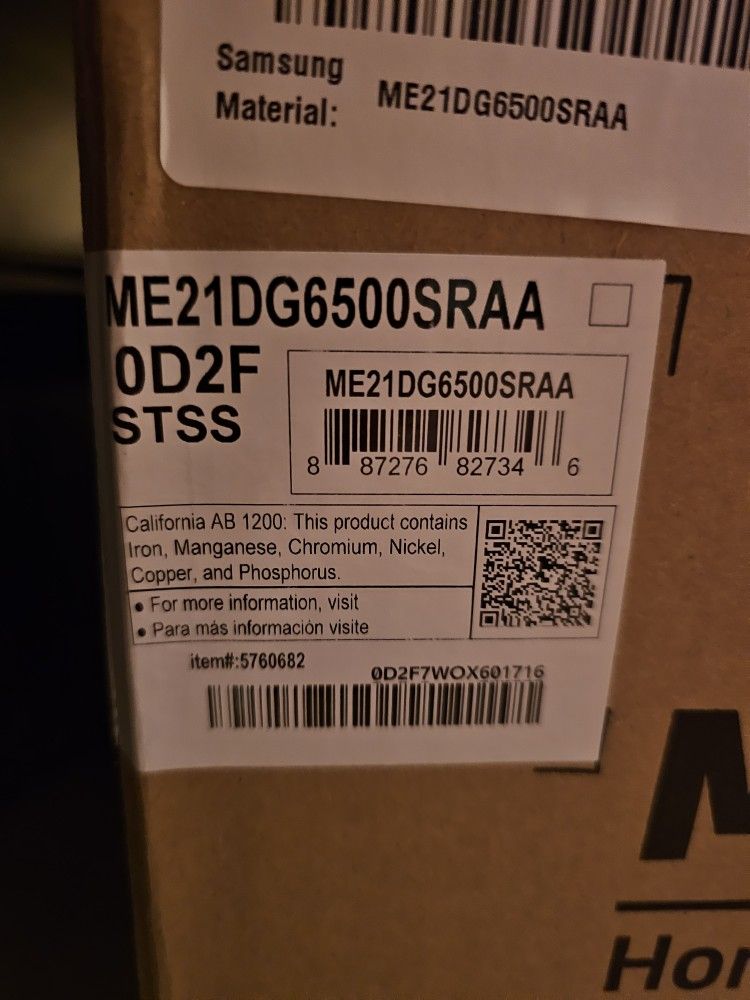 Samsung
Material: ME21DG6500SRAA
ME21DG6500SRAA
0D2F
STSS
ME21DG6500SRAA
8 87276 82734 6
California AB 1200: This product contains
Iron, Manganese, Chromium, Nickel,
Copper, and Phosphorus.
• For more information, visit
• Para más información visite
item#:5760682
0D2F7WOX601716